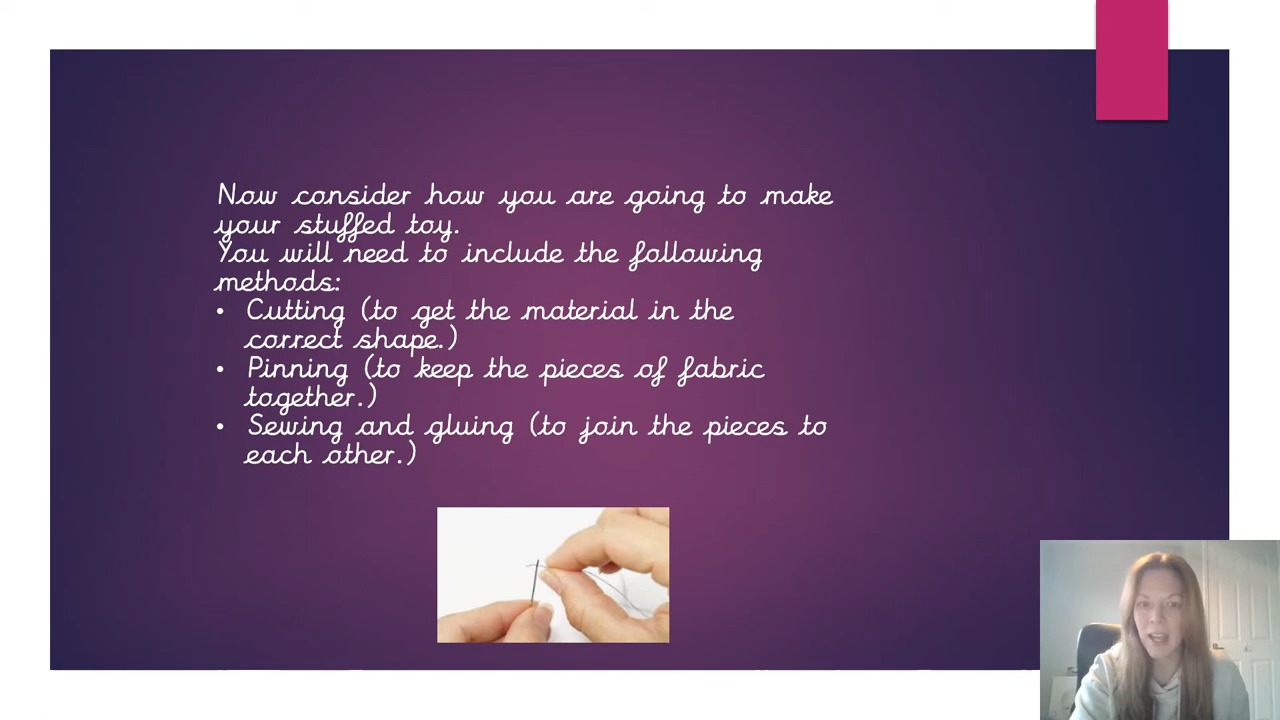 Now consider how you are going to make
your stuffed toy.
You will need to include the following
methods:
• Cutting (to get the material in the
correct shape.)
• Pinning (to keep the pieces of fabric
together.)
• Sewing and gluing (to join the pieces to
each other.)